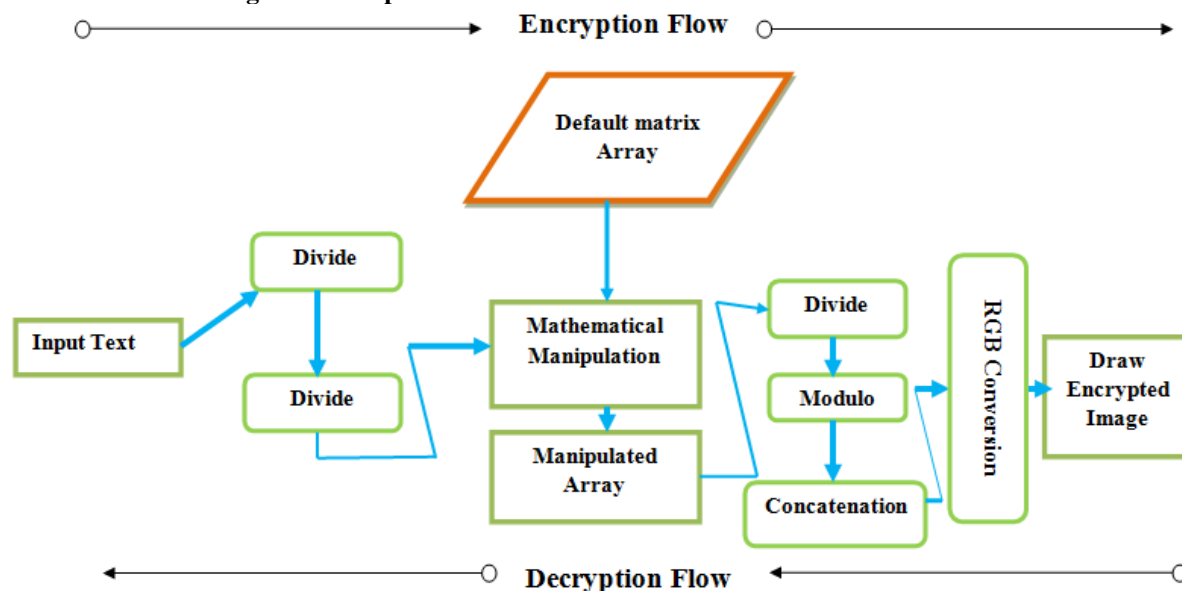 Encryption Flow
Default matrix
Array
Divide
Input Text
Divide
Mathematical
Manipulation
Manipulated
Array
Divide
Modulo
Concatenation
RGB Conversion
Draw
Encrypted
Image
Decryption Flow